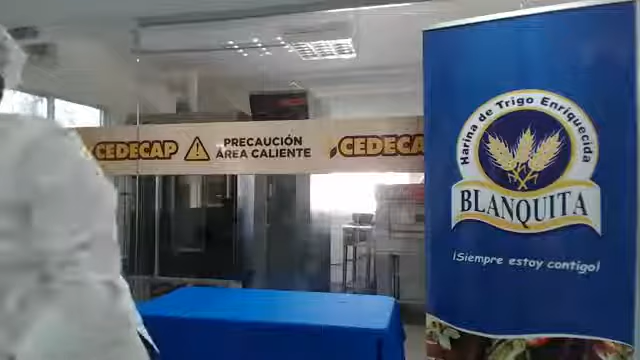 CEDECAP
PRECAUCIÓN
ÁREA CALIENTE
CEDECA
Harina de Trigo Enriquecida
BLANQUITA
¡Siempre estoy contigo!